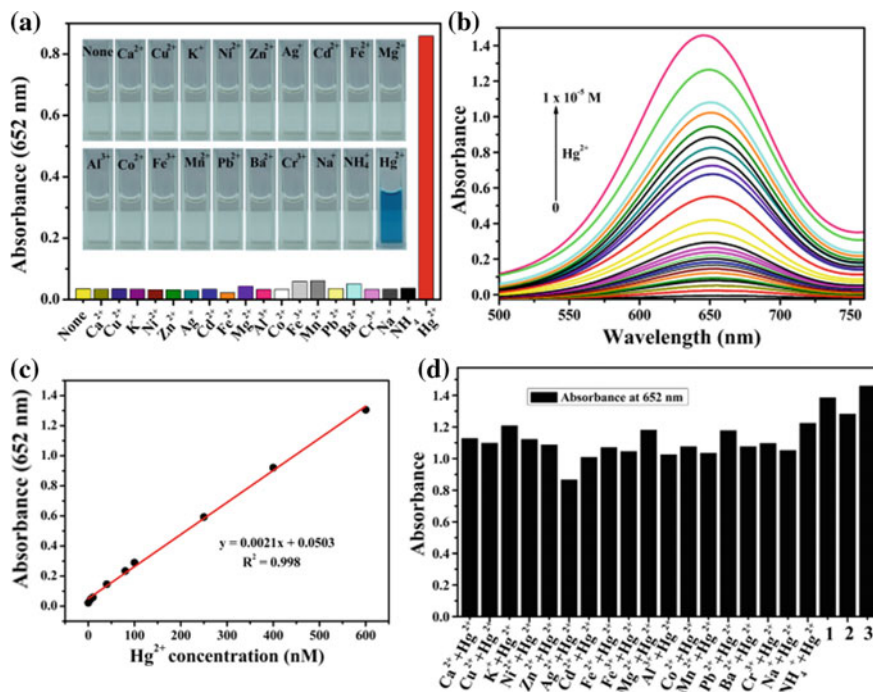 (a)
Absorbance (652 nm)
0.8
0.6
0.4
0.2
0.0
None Ca²⁺ Cu²⁺ K⁺ Ni²⁺ Zn²⁺ Ag⁺ Cd²⁺ Fe²⁺ Mg²⁺
Al³⁺ Co²⁺ Fe³⁺ Mn²⁺ Pb²⁺ Ba²⁺ Cr³⁺ Na⁺ NH₄⁺ Hg²⁺
None Ca²⁺ Cu²⁺ K⁺ Ni²⁺ Zn²⁺ Ag⁺ Cd²⁺ Fe²⁺ Mg²⁺ Al³⁺ Co²⁺ Fe³⁺ Mn²⁺ Pb²⁺ Ba²⁺ Cr³⁺ Na⁺ NH₄⁺ Hg²⁺
(b)
Absorbance
1.4
1.2
1.0
0.8
0.6
0.4
0.2
0.0
1 x 10⁻⁵ M
Hg²⁺
0
500 550 600 650 700 750
Wavelength (nm)
(c)
Absorbance (652 nm)
1.4
1.2
1.0
0.8
0.6
0.4
0.2
0.0
y = 0.0021x + 0.0503
R² = 0.998
0 100 200 300 400 500 600
Hg²⁺ concentration (nM)
(d)
Absorbance
1.4
1.2
1.0
0.8
0.6
0.4
0.2
0.0
Absorbance at 652 nm
Ca²⁺+Hg²⁺
Cu²⁺+Hg²⁺
K⁺+Hg²⁺
Ni²⁺+Hg²⁺
Zn²⁺+Hg²⁺
Ag⁺+Hg²⁺
Cd²⁺+Hg²⁺
Fe²⁺+Hg²⁺
Fe³⁺+Hg²⁺
Mg²⁺+Hg²⁺
Al³⁺+Hg²⁺
Co²⁺+Hg²⁺
Mn²⁺+Hg²⁺
Pb²⁺+Hg²⁺
Ba²⁺+Hg²⁺
Cr³⁺+Hg²⁺
Na⁺+Hg²⁺
NH₄⁺+Hg²⁺
1 2 3